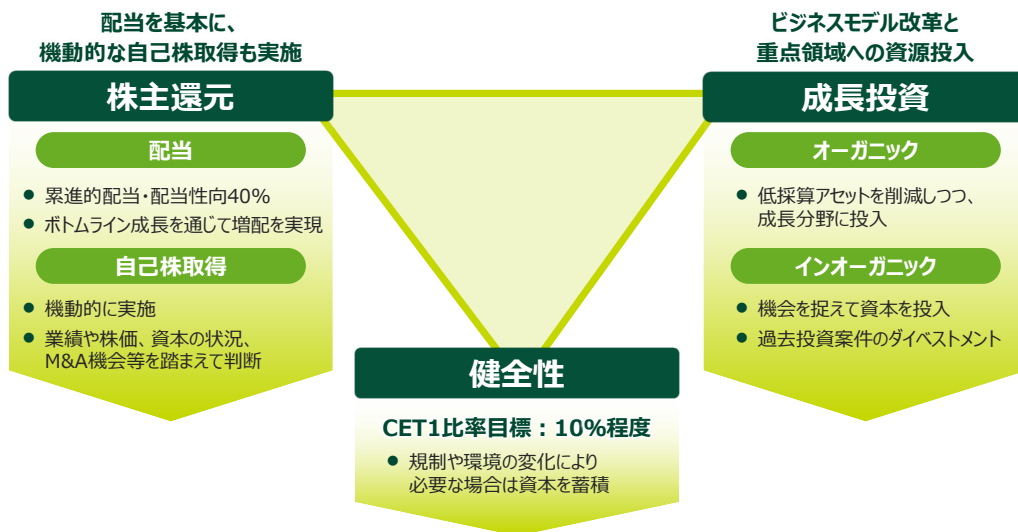 配当を基本に、
機動的な自己株取得も実施
株主還元
配当
● 累進的配当・配当性向40%
● ボトムライン成長を通じて増配を実現
自己株取得
● 機動的に実施
● 業績や株価、資本の状況、
M&A機会等を踏まえて判断
ビジネスモデル改革と
重点領域への資源投入
成長投資
オーガニック
● 低採算アセットを削減しつつ、
成長分野に投入
インオーガニック
● 機会を捉えて資本を投入
● 過去投資案件のダイベストメント
健全性
CET1比率目標:10%程度
● 規制や環境の変化により
必要な場合は資本を蓄積